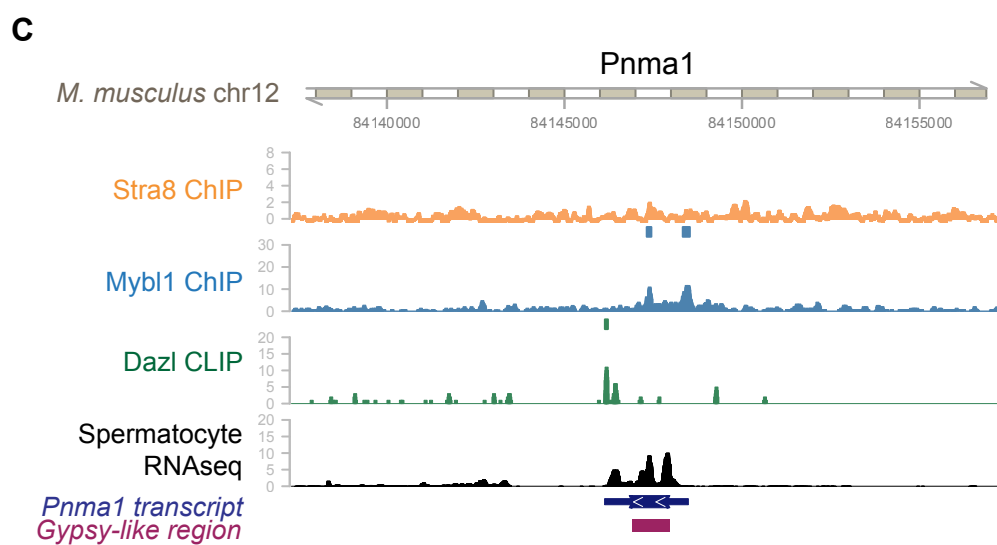 C
Pnma1
M. musculus chr12
84140000 84145000 84150000 84155000
Stra8 ChIP
8
6
4
2
0
Mybl1 ChIP
30
20
10
0
Dazl CLIP
20
15
10
5
0
Spermatocyte
RNAseq
20
15
10
5
0
Pnma1 transcript
Gypsy-like region